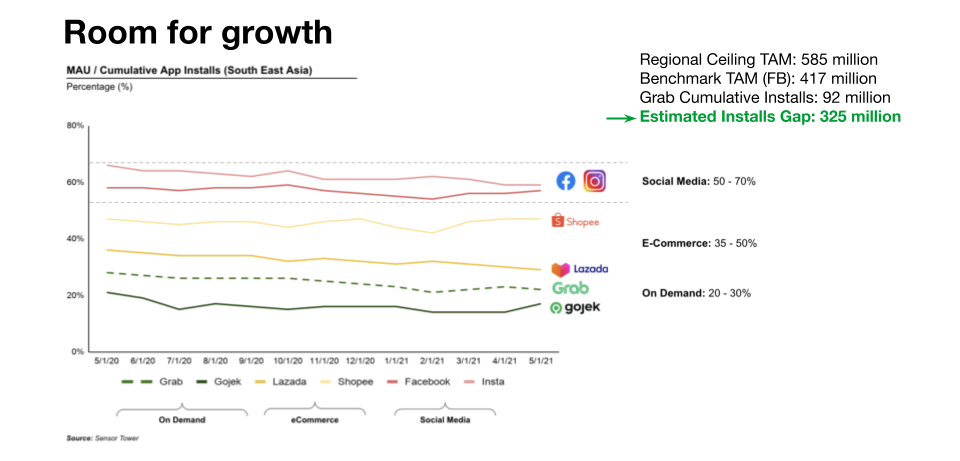 Room for growth
MAU / Cumulative App Installs (South East Asia)
Percentage (%)
Regional Ceiling TAM: 585 million
Benchmark TAM (FB): 417 million
Grab Cumulative Installs: 92 million
Estimated Installs Gap: 325 million
80%
60%
40%
20%
0%
Social Media: 50 - 70%
Shopee
E-Commerce: 35 - 50%
Lazada
Grab
On Demand: 20 - 30%
gojek
5/1/20 6/1/20 7/1/20 8/1/20 9/1/20 10/1/20 11/1/20 12/1/20 1/1/21 2/1/21 3/1/21 4/1/21 5/1/21
Grab Gojek Lazada Shopee Facebook Insta
On Demand eCommerce Social Media
Source: Sensor Tower